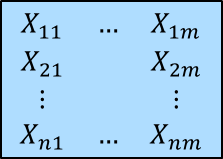 X₁₁ ... X₁ₘ
X₂₁ X₂ₘ
⋮ ⋮
Xₙ₁ ... Xₙₘ